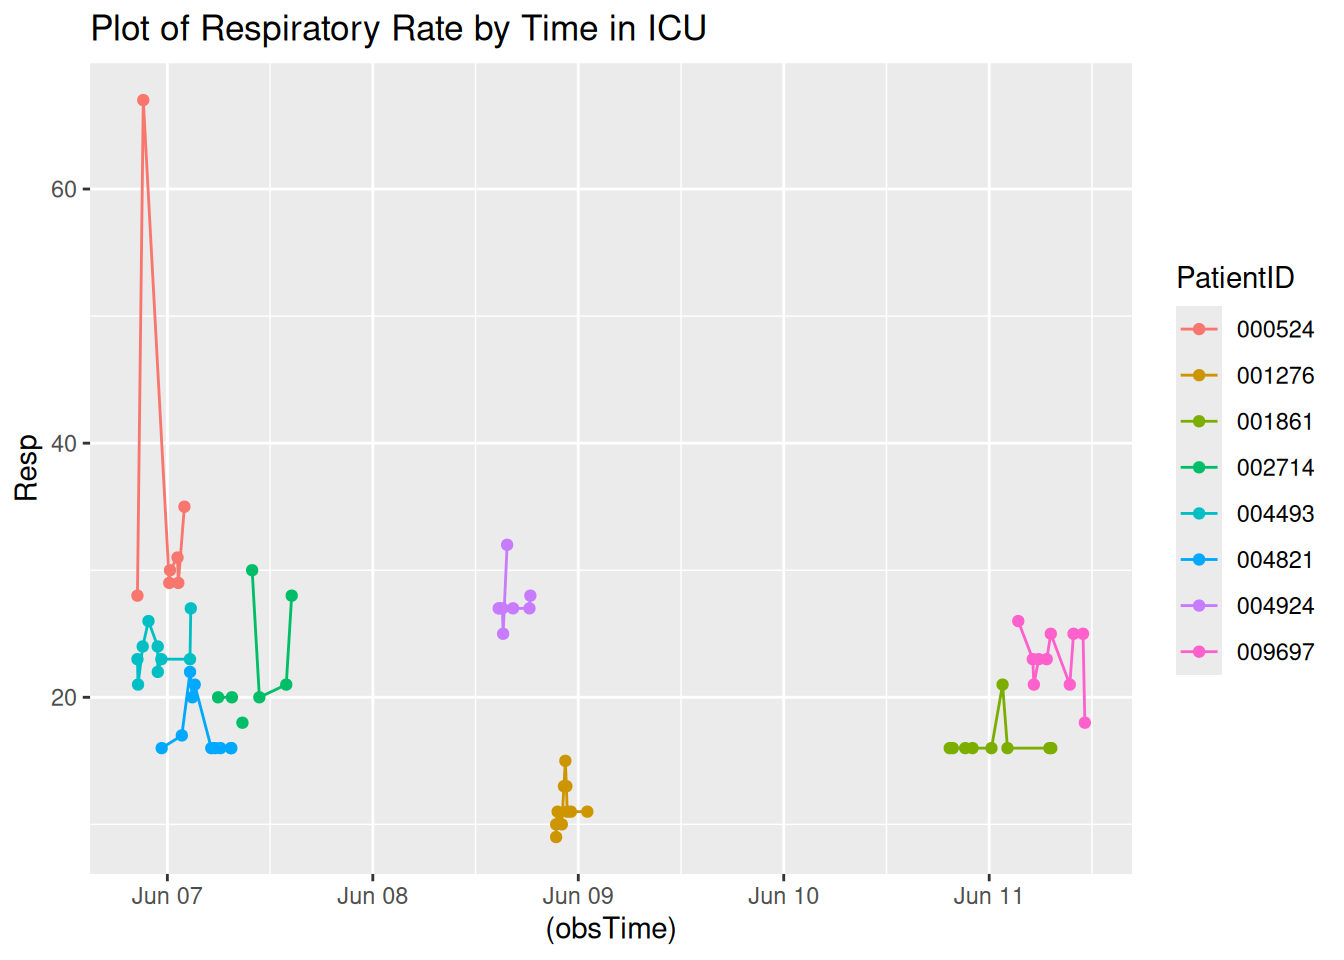 Plot of Respiratory Rate by Time in ICU
60
40
20
Resp
Jun 07
Jun 08
Jun 09
Jun 10
Jun 11
(obsTime)
PatientID
000524
001276
001861
002714
004493
004821
004924
009697